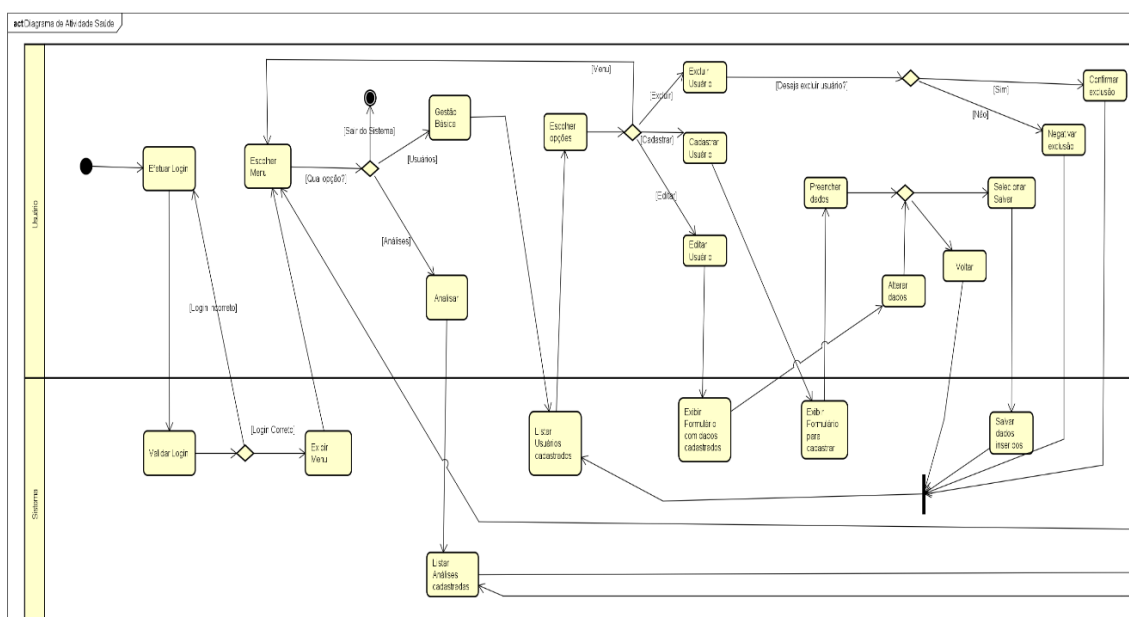 act Diagrama de Atividade Saúde
Usuário
Efetuar Login
Escolher
Menu
[Qual opção?]
[Sair do Sistema]
[Usuários]
Gestão
Básica
[Análises]
Analisar
[Menu]
Escolher
opções
[Excluir]
Excluir
Usuário
[Cadastrar]
Cadastrar
Usuário
[Editar]
Editar
Usuário
[Deseja excluir usuário?]
[Sim]
Confirmar
exclusão
[Não]
Negativar
exclusão
Preencher
dados
Selecionar
Salvar
Voltar
Alterar
dados
[Login incorreto]
Sistema
Validar Login
[Login Correto]
Exibir
Menu
Listar
Usuários
cadastrados
Exibir
Formulário
com dados
cadastrados
Exibir
Formulário
para
cadastrar
Salvar
dados
inseridos
Listar
Análises
cadastradas